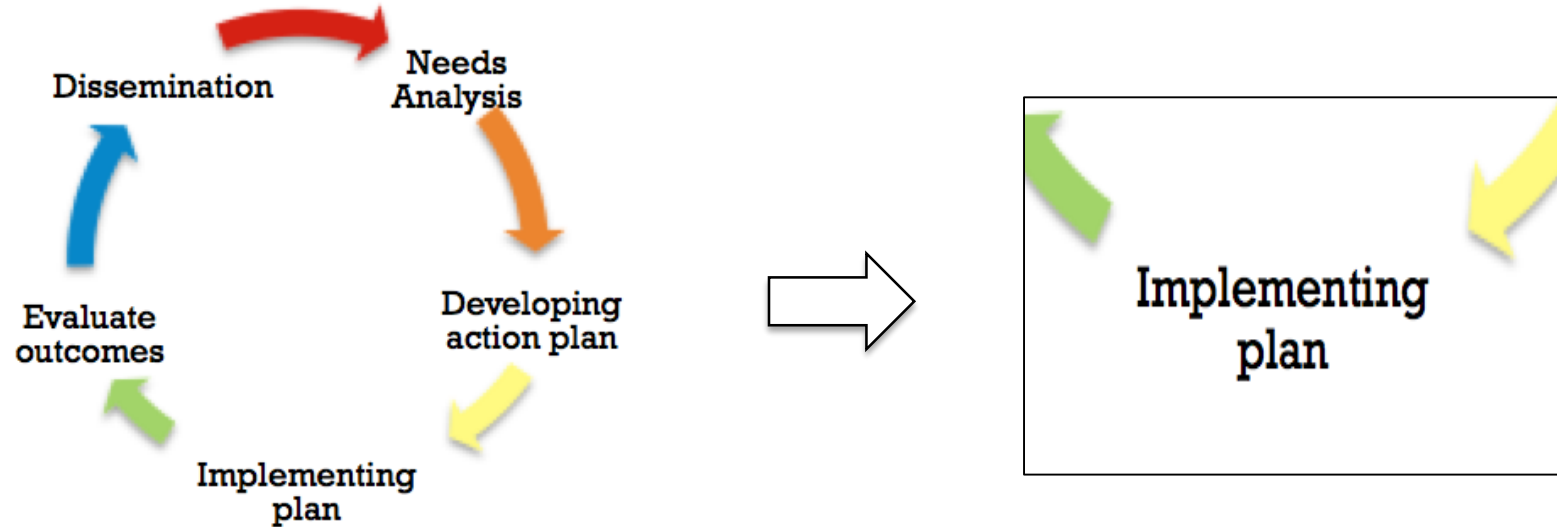 Dissemination
Needs
Analysis
Developing
action plan
Implementing
plan
Evaluate
outcomes
Implementing
plan